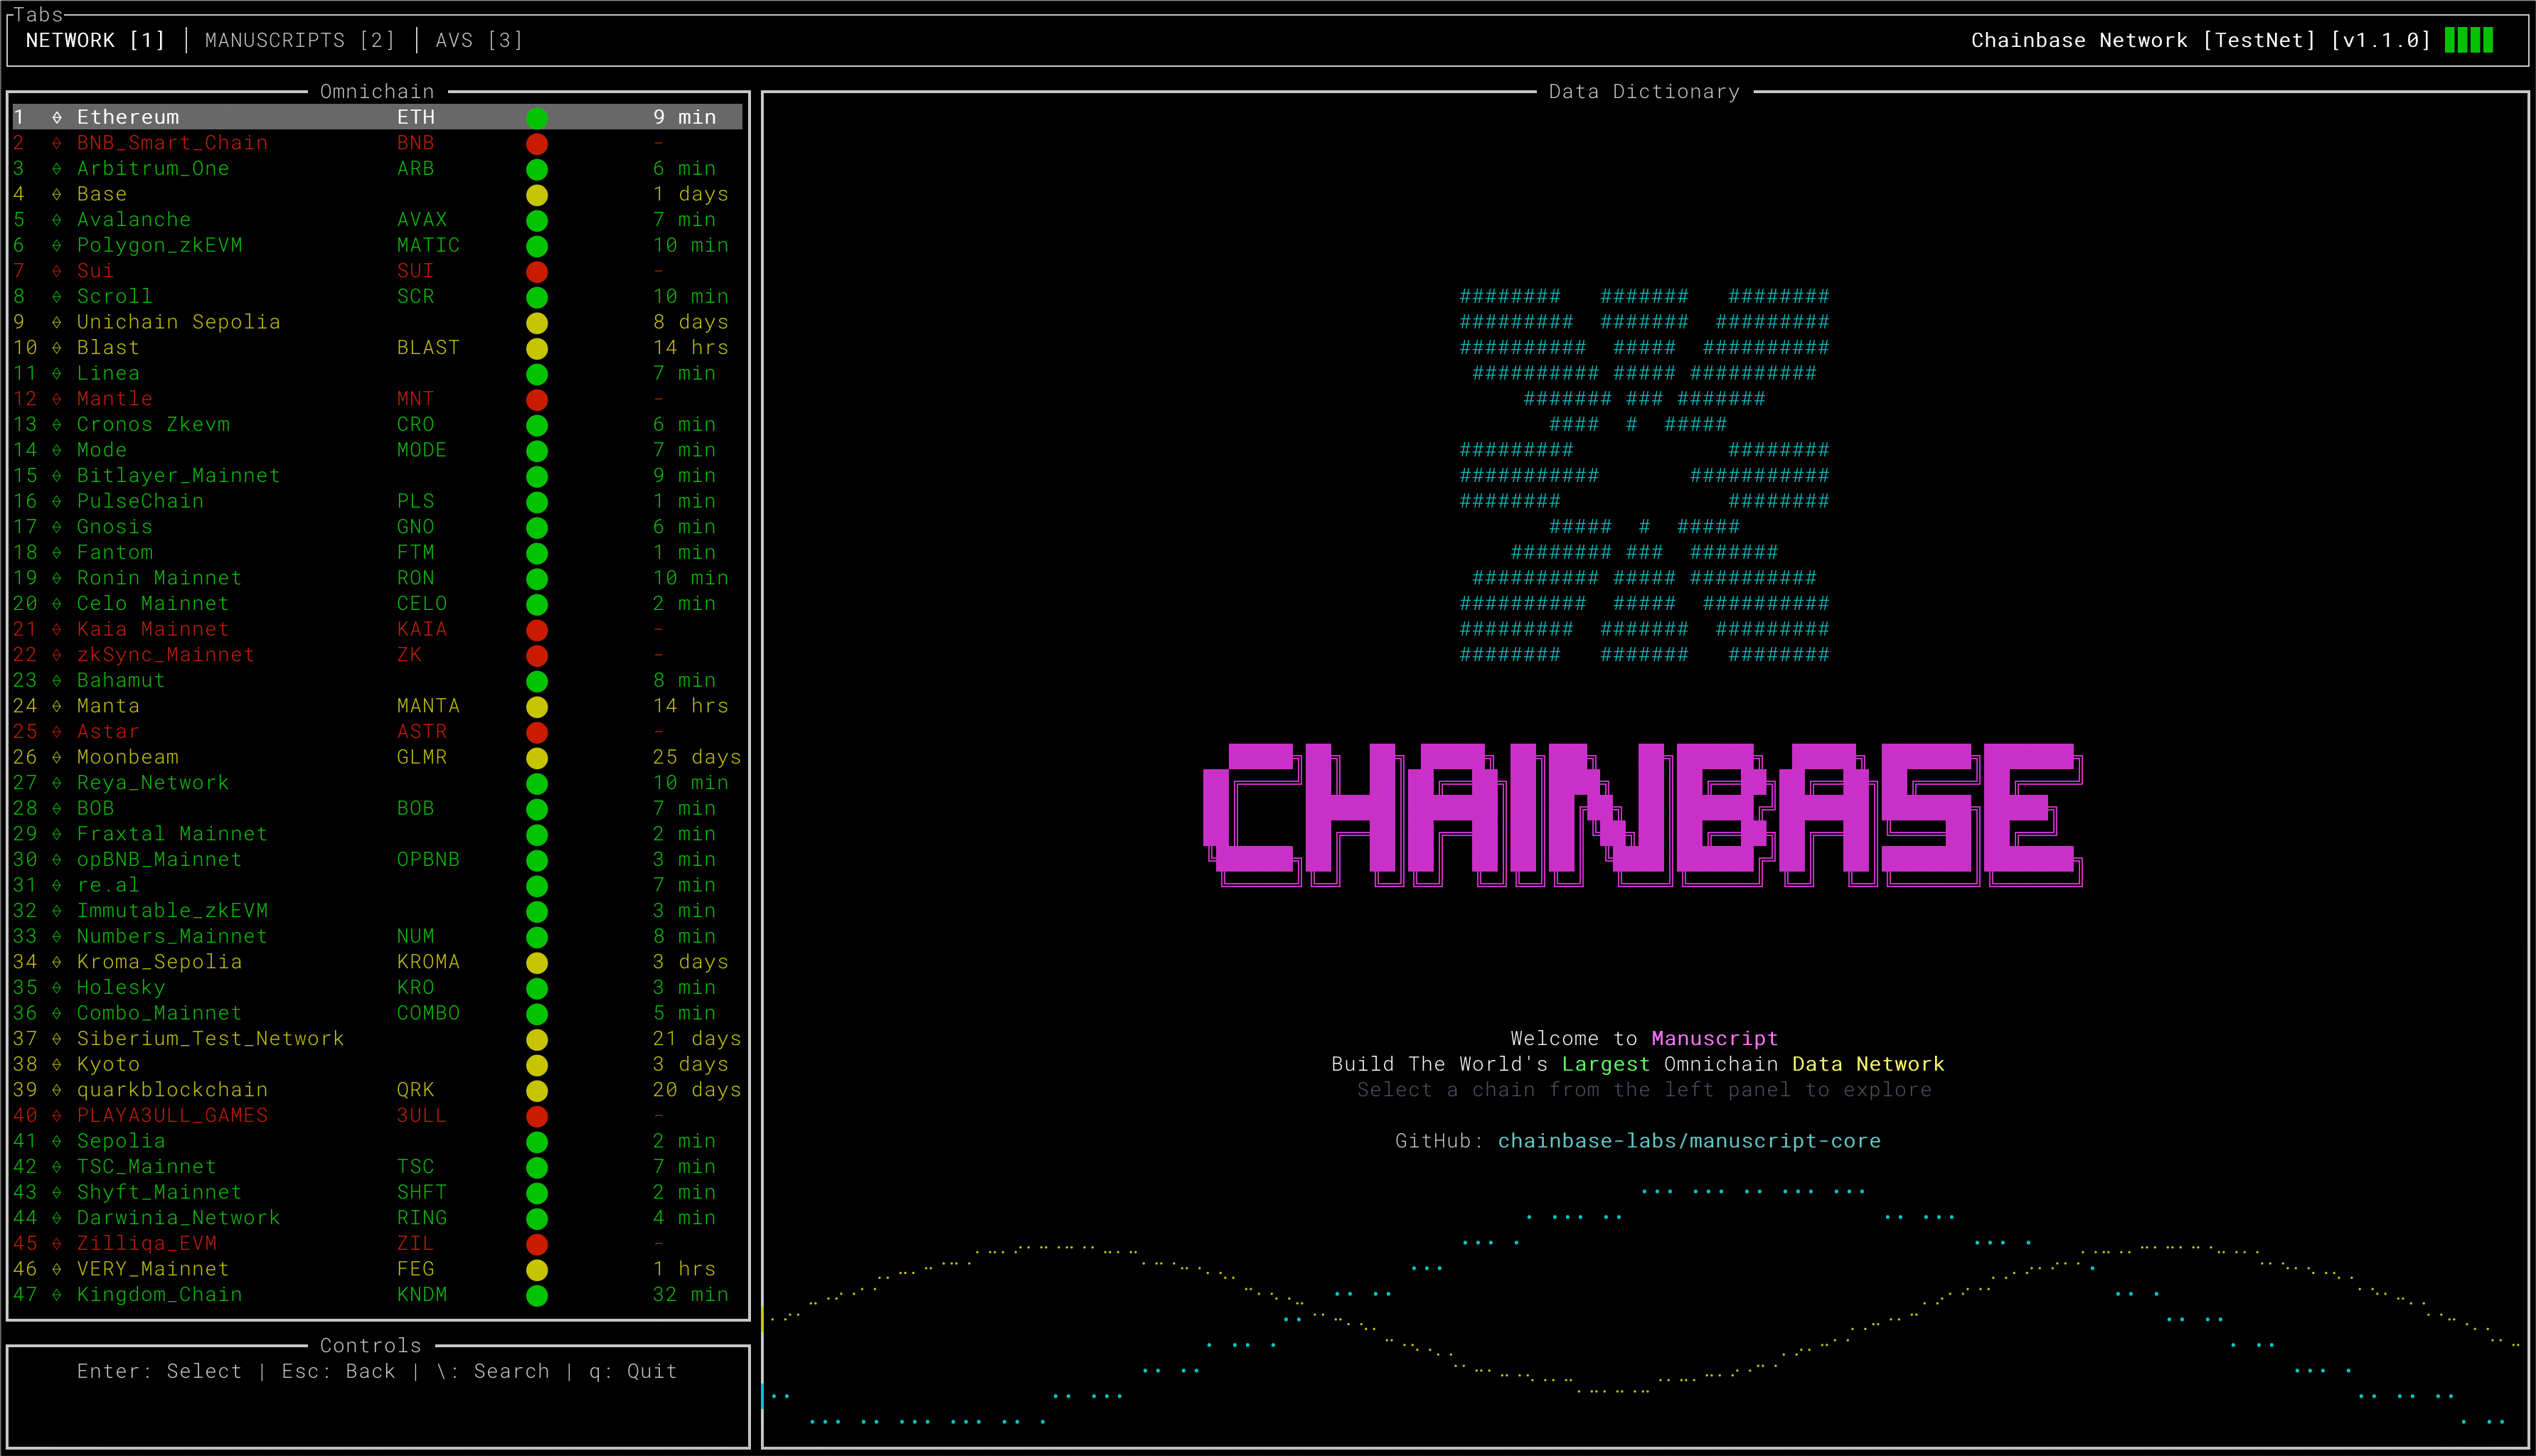 Tabs
NETWORK [1] │ MANUSCRIPTS [2] │ AVS [3] Chainbase Network [TestNet] [v1.1.0]
Omnichain
1 Ethereum ETH 9 min
2 BNB_Smart_Chain BNB -
3 Arbitrum_One ARB 6 min
4 Base 1 days
5 Avalanche AVAX 7 min
6 Polygon_zkEVM MATIC 10 min
7 Sui SUI -
8 Scroll SCR 10 min
9 Unichain Sepolia 8 days
10 Blast BLAST 14 hrs
11 Linea 7 min
12 Mantle MNT -
13 Cronos Zkevm CRO 6 min
14 Mode MODE 7 min
15 Bitlayer_Mainnet 9 min
16 PulseChain PLS 1 min
17 Gnosis GNO 6 min
18 Fantom FTM 1 min
19 Ronin Mainnet RON 10 min
20 Celo Mainnet CELO 2 min
21 Kaia Mainnet KAIA -
22 zkSync_Mainnet ZK -
23 Bahamut 8 min
24 Manta MANTA 14 hrs
25 Astar ASTR -
26 Moonbeam GLMR 25 days
27 Reya_Network 10 min
28 BOB BOB 7 min
29 Fraxtal Mainnet 2 min
30 opBNB_Mainnet OPBNB 3 min
31 re.al 7 min
32 Immutable_zkEVM 3 min
33 Numbers_Mainnet NUM 8 min
34 Kroma_Sepolia KROMA 3 days
35 Holesky KRO 3 min
36 Combo_Mainnet COMBO 5 min
37 Siberium_Test_Network 21 days
38 Kyoto 3 days
39 quarkblockchain QRK 20 days
40 PLAYA3ULL_GAMES 3ULL -
41 Sepolia 2 min
42 TSC_Mainnet TSC 7 min
43 Shyft_Mainnet SHFT 2 min
44 Darwinia_Network RING 4 min
45 Zilliqa_EVM ZIL -
46 VERY_Mainnet FEG 1 hrs
47 Kingdom_Chain KNDM 32 min
Controls
Enter: Select | Esc: Back | \: Search | q: Quit
Data Dictionary
CHAINBASE
Welcome to Manuscript
Build The World's Largest Omnichain Data Network
Select a chain from the left panel to explore
GitHub: chainbase-labs/manuscript-core